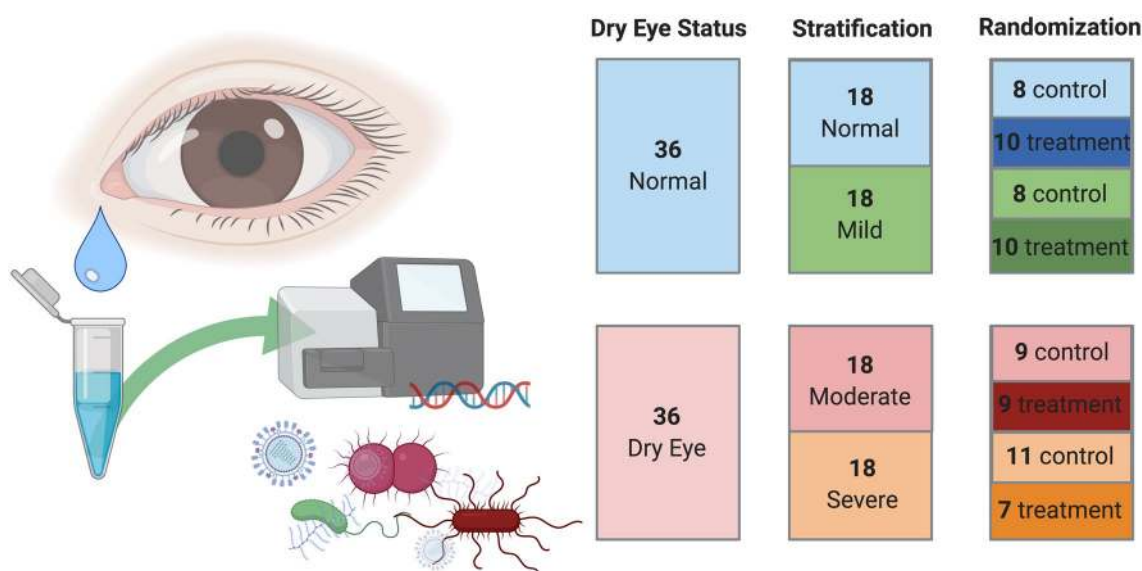 Dry Eye Status
Stratification
Randomization
36
Normal
18
Normal
18
Mild
8 control
10 treatment
8 control
10 treatment
36
Dry Eye
18
Moderate
18
Severe
9 control
9 treatment
11 control
7 treatment